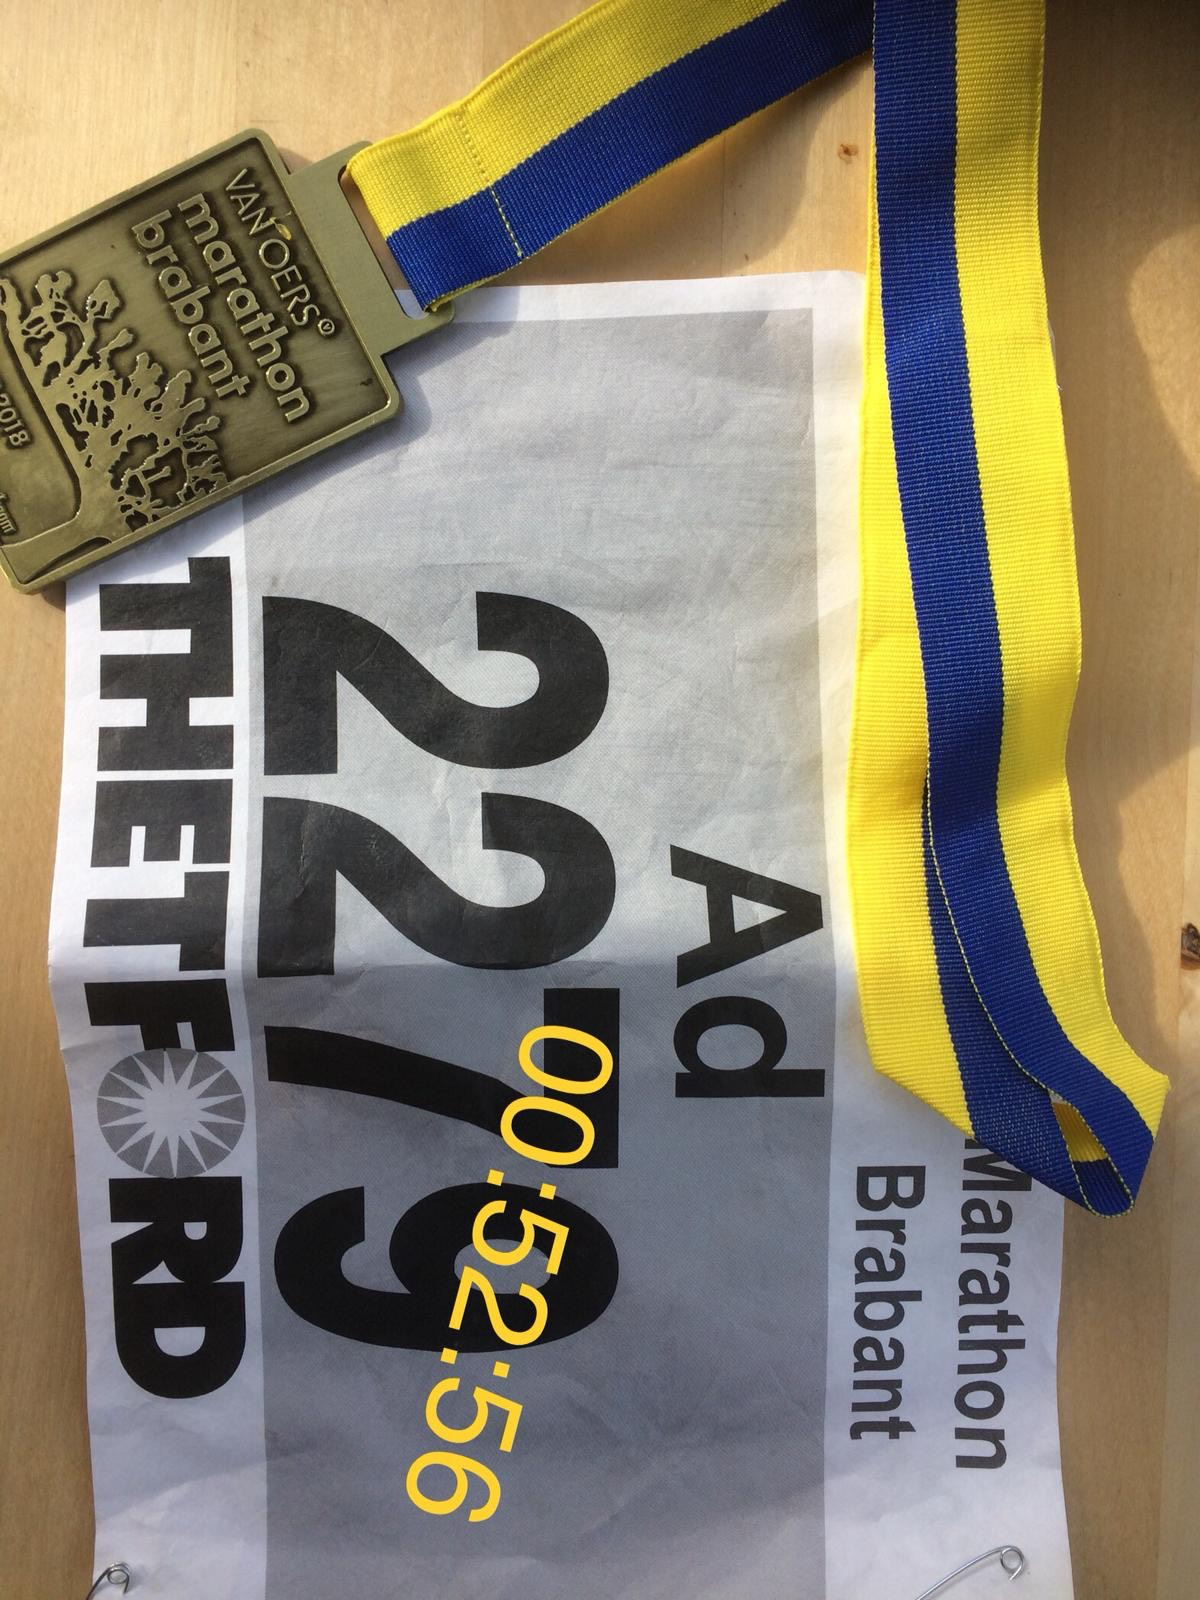 VAN OERS
marathon
brabant
2018
Marathon
Brabant
Ad
2279
00:52:56
THETFORD